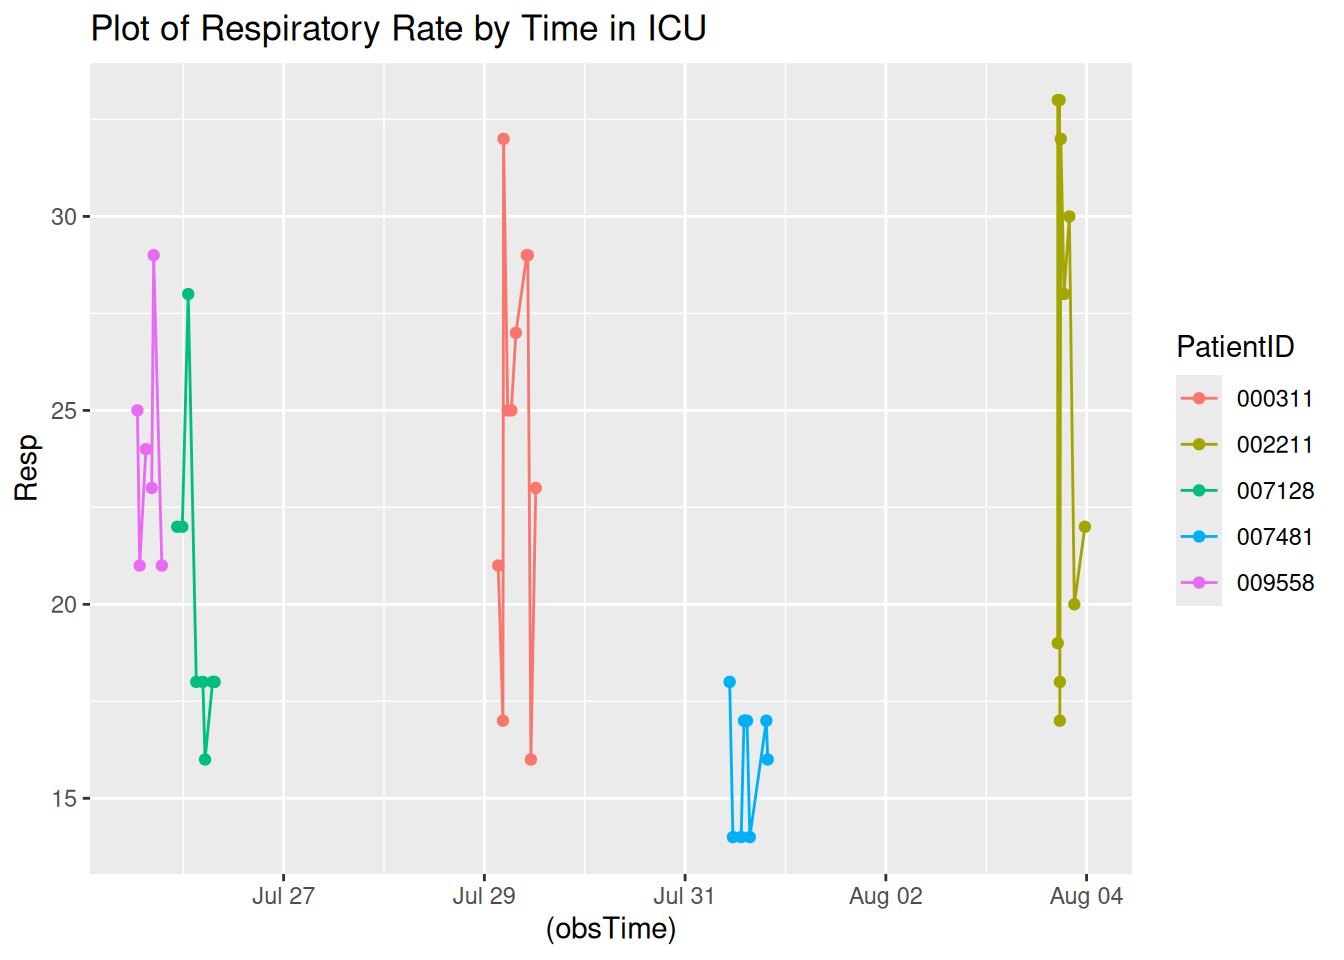 Plot of Respiratory Rate by Time in ICU
30
25
20
15
Resp
Jul 27
Jul 29
Jul 31
Aug 02
Aug 04
(obsTime)
PatientID
000311
002211
007128
007481
009558